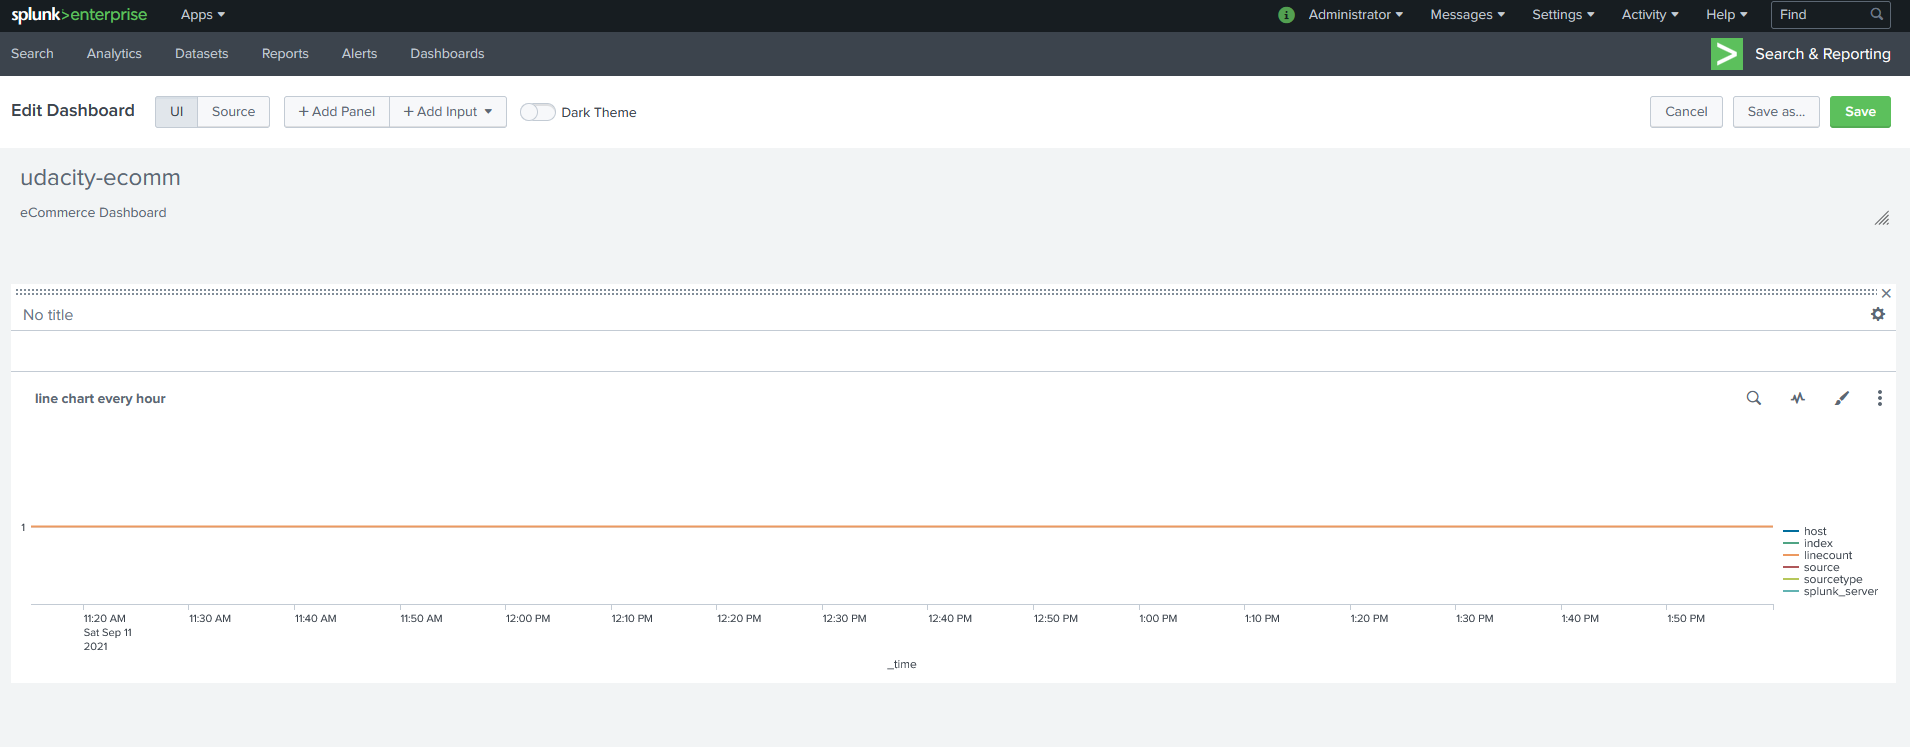 splunk>enterprise Apps Administrator Messages Settings Activity Help Find
Search Analytics Datasets Reports Alerts Dashboards Search & Reporting
Edit Dashboard UI Source + Add Panel + Add Input Dark Theme Cancel Save as... Save
udacity-ecomm
eCommerce Dashboard
No title
line chart every hour
1
host
index
linecount
source
sourcetype
splunk_server
11:20 AM 11:30 AM 11:40 AM 11:50 AM 12:00 PM 12:10 PM 12:20 PM 12:30 PM 12:40 PM 12:50 PM 1:00 PM 1:10 PM 1:20 PM 1:30 PM 1:40 PM 1:50 PM
Sat Sep 11
2021
_time